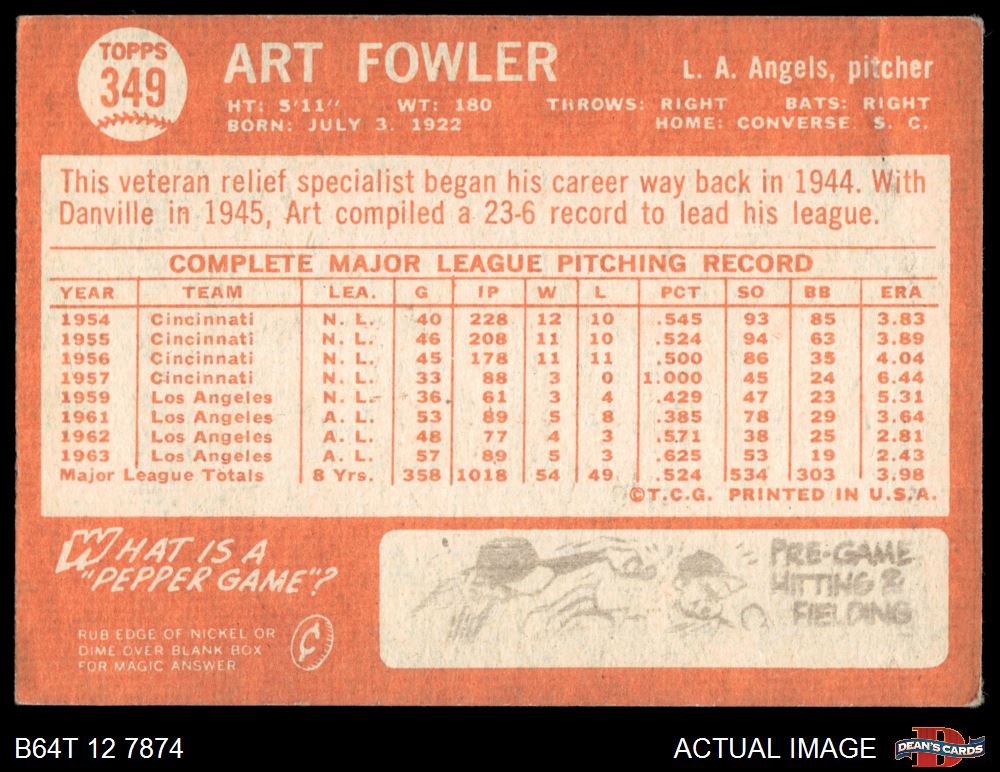 TOPPS
349
ART FOWLER
L. A. Angels, pitcher
HT: 5'11" WT: 180 THROWS: RIGHT BATS: RIGHT
BORN: JULY 3, 1922 HOME: CONVERSE, S. C.
This veteran relief specialist began his career way back in 1944. With
Danville in 1945, Art compiled a 23-6 record to lead his league.
COMPLETE MAJOR LEAGUE PITCHING RECORD
YEAR TEAM LEA. G IP W L PCT SO BB ERA
1954 Cincinnati N. L. 40 228 12 10 .545 93 85 3.83
1955 Cincinnati N. L. 46 208 11 10 .524 94 63 3.89
1956 Cincinnati N. L. 45 178 11 11 .500 86 35 4.04
1957 Cincinnati N. L. 33 88 3 0 1.000 45 24 6.44
1959 Los Angeles N. L. 36 61 3 4 .429 47 23 5.31
1961 Los Angeles A. L. 53 89 5 8 .385 78 29 3.64
1962 Los Angeles A. L. 48 77 4 3 .571 38 25 2.81
1963 Los Angeles A. L. 57 89 5 3 .625 53 19 2.43
Major League Totals 8 Yrs. 358 1018 54 49 .524 534 303 3.98
©T.C.G. PRINTED IN U.S.A.
WHAT IS A
"PEPPER GAME"?
RUB EDGE OF NICKEL OR
DIME OVER BLANK BOX
FOR MAGIC ANSWER
¢
PRE-GAME
HITTING &
FIELDING
B64T 12 7874
ACTUAL IMAGE
D
DEAN'S CARDS